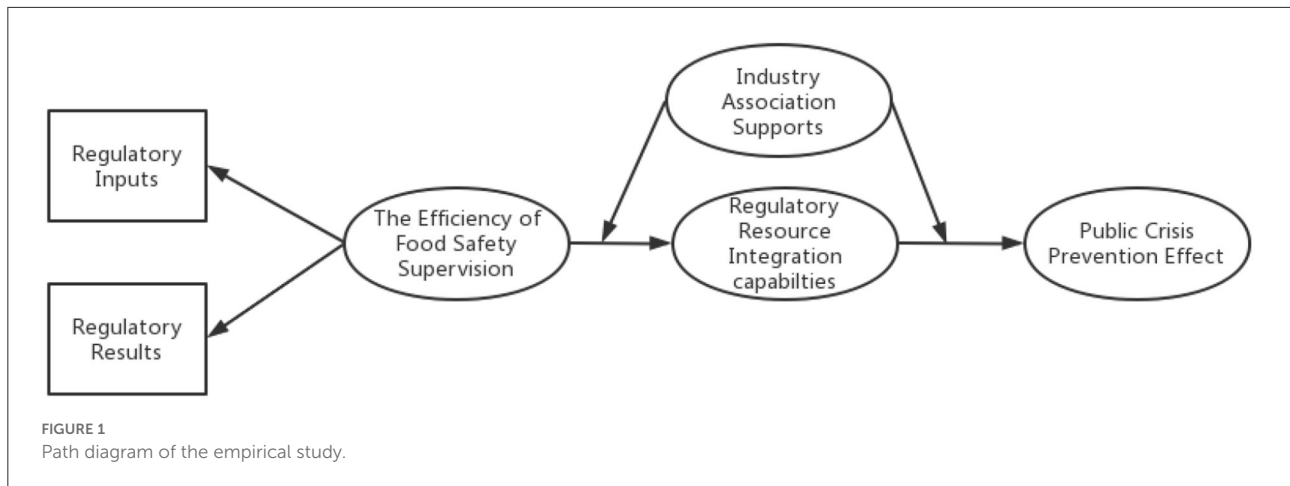 Regulatory
Inputs
Regulatory
Results
The Efficiency of
Food Safety
Supervision
Industry
Association
Supports
Regulatory
Resource
Integration
capabilties
Public Crisis
Prevention Effect
FIGURE 1
Path diagram of the empirical study.